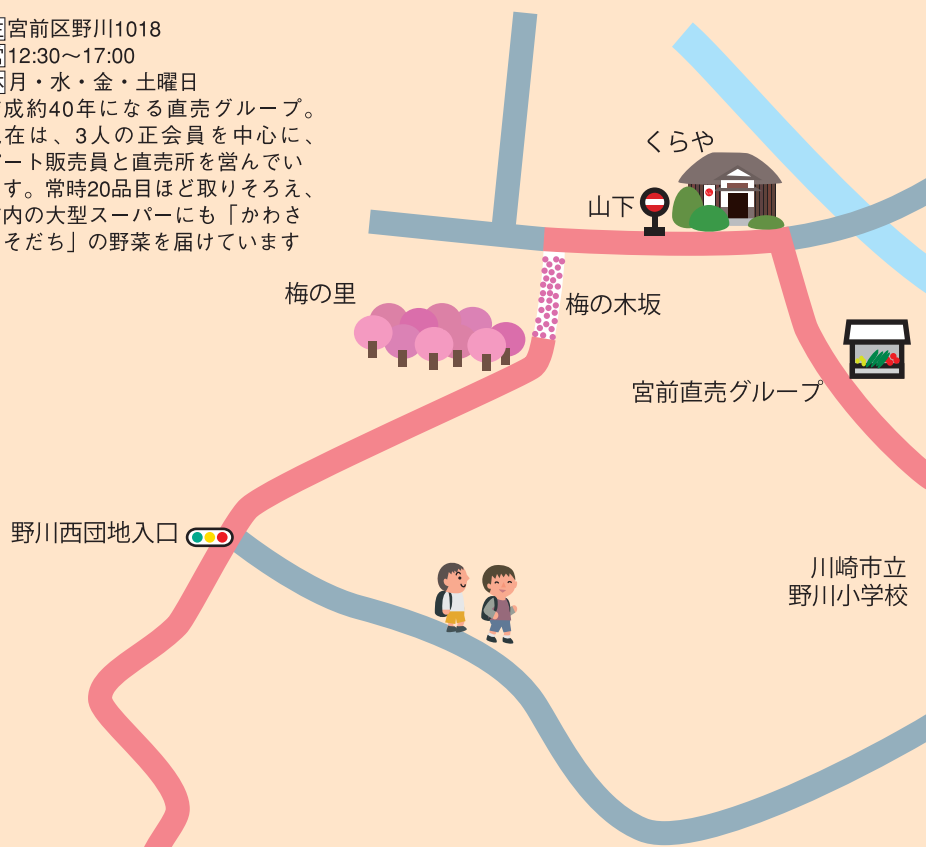 宮前区野川1018
12:30〜17:00
月・水・金・土曜日
成約40年になる直売グループ。
在は、3人の正会員を中心に、
ート販売員と直売所を営んでい
す。常時20品目ほど取りそろえ、
内の大型スーパーにも「かわさ
そだち」の野菜を届けています
くらや
山下
梅の里
梅の木坂
宮前直売グループ
野川西団地入口
川崎市立
野川小学校